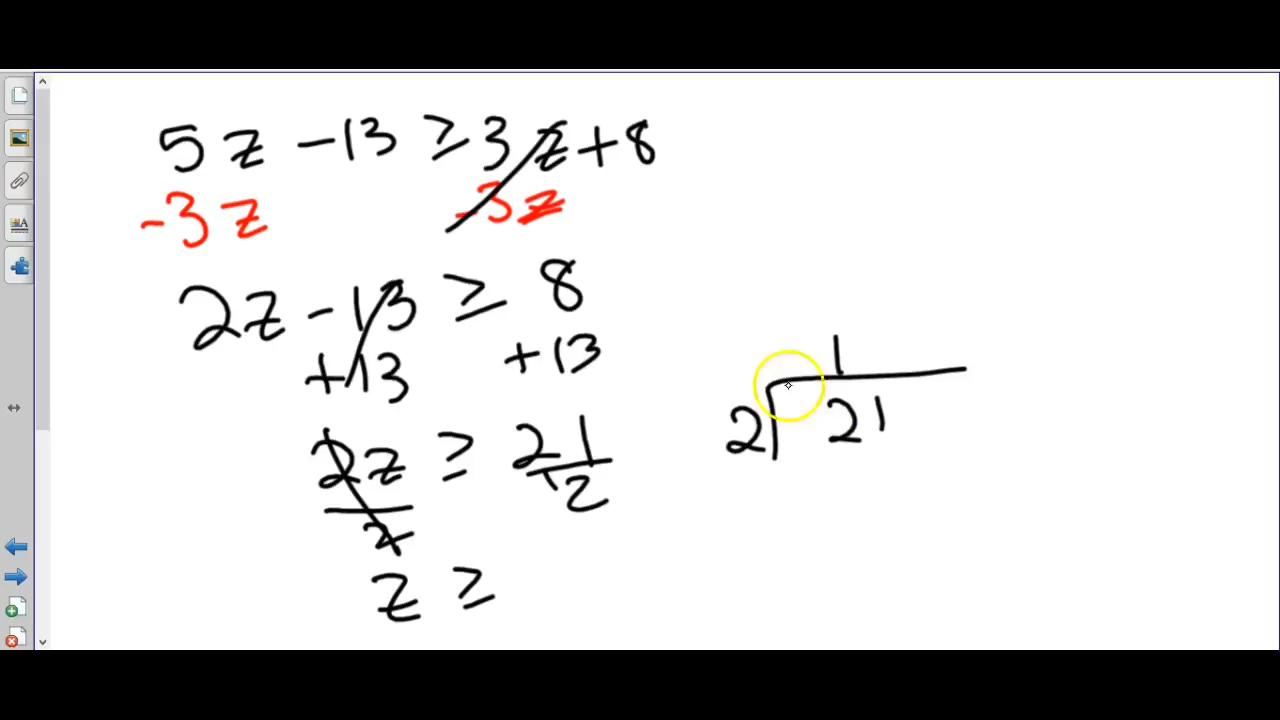 5z -13 ≥ 3z +8
-3z -3z
2z -13 ≥ 8
+13 +13
2z ≥ 21
2 2
z ≥
1
2 21